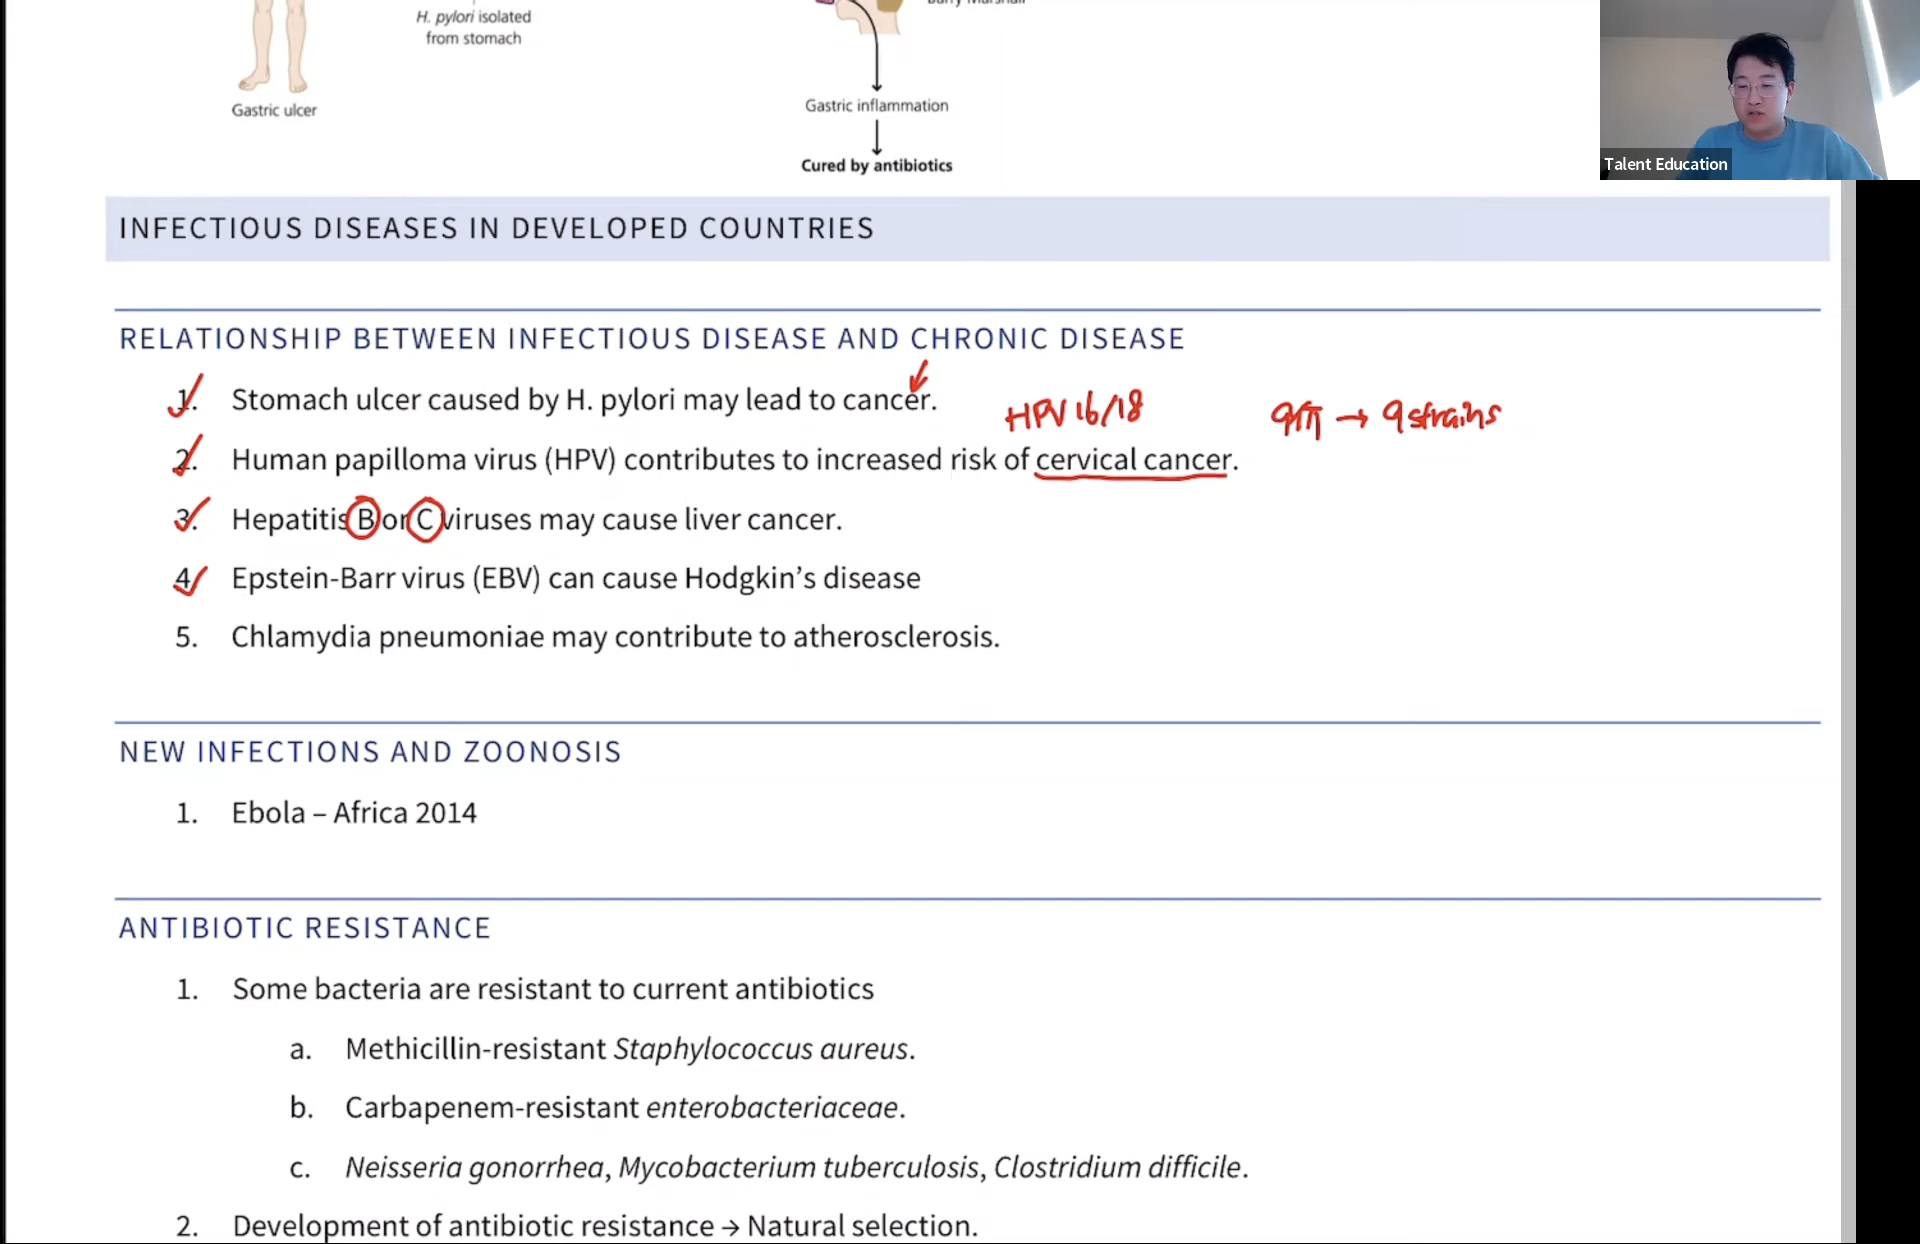 H. pylori isolated
from stomach
Gastric ulcer
Gastric inflammation
Cured by antibiotics
Talent Education
INFECTIOUS DISEASES IN DEVELOPED COUNTRIES
RELATIONSHIP BETWEEN INFECTIOUS DISEASE AND CHRONIC DISEASE
1. Stomach ulcer caused by H. pylori may lead to cancer.
HPV 16/18
9价 → 9 strains
2. Human papilloma virus (HPV) contributes to increased risk of cervical cancer.
3. Hepatitis B or C viruses may cause liver cancer.
4. Epstein-Barr virus (EBV) can cause Hodgkin’s disease
5. Chlamydia pneumoniae may contribute to atherosclerosis.
NEW INFECTIONS AND ZOONOSIS
1. Ebola – Africa 2014
ANTIBIOTIC RESISTANCE
1. Some bacteria are resistant to current antibiotics
a. Methicillin-resistant Staphylococcus aureus.
b. Carbapenem-resistant enterobacteriaceae.
c. Neisseria gonorrhea, Mycobacterium tuberculosis, Clostridium difficile.
2. Development of antibiotic resistance → Natural selection.